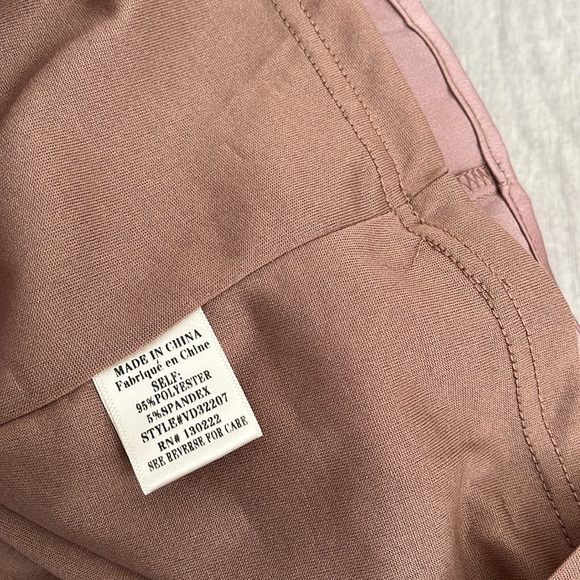 MADE IN CHINA
Fabriqué en Chine
SELF:
95%POLYESTER
5%SPANDEX
STYLE#VD32207
RN# 130222
SEE REVERSE FOR CARE